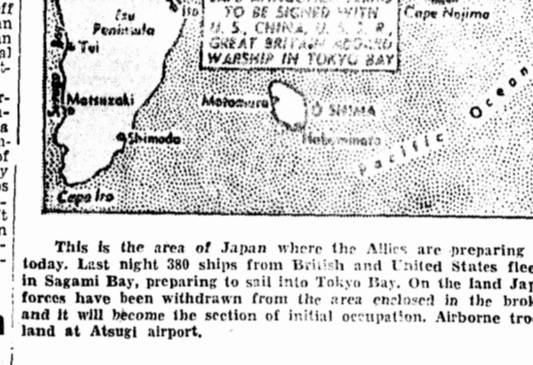 Izu
Peninsula
Ito
TO BE SIGNED WITH
U. S., CHINA, U. S. S. R.,
GREAT BRITAIN ABOARD
WARSHIP IN TOKYO BAY
Cape Nojima
Toi
Matsuzaki
Shimoda
O SHIMA
Pacific Ocean
Cape Iro
This is the area of Japan where the Allies are preparing
today. Last night 380 ships from British and United States flee
in Sagami Bay, preparing to sail into Tokyo Bay. On the land Jap
forces have been withdrawn from the area enclosed in the brok
and it will become the section of initial occupation. Airborne tro
land at Atsugi airport.